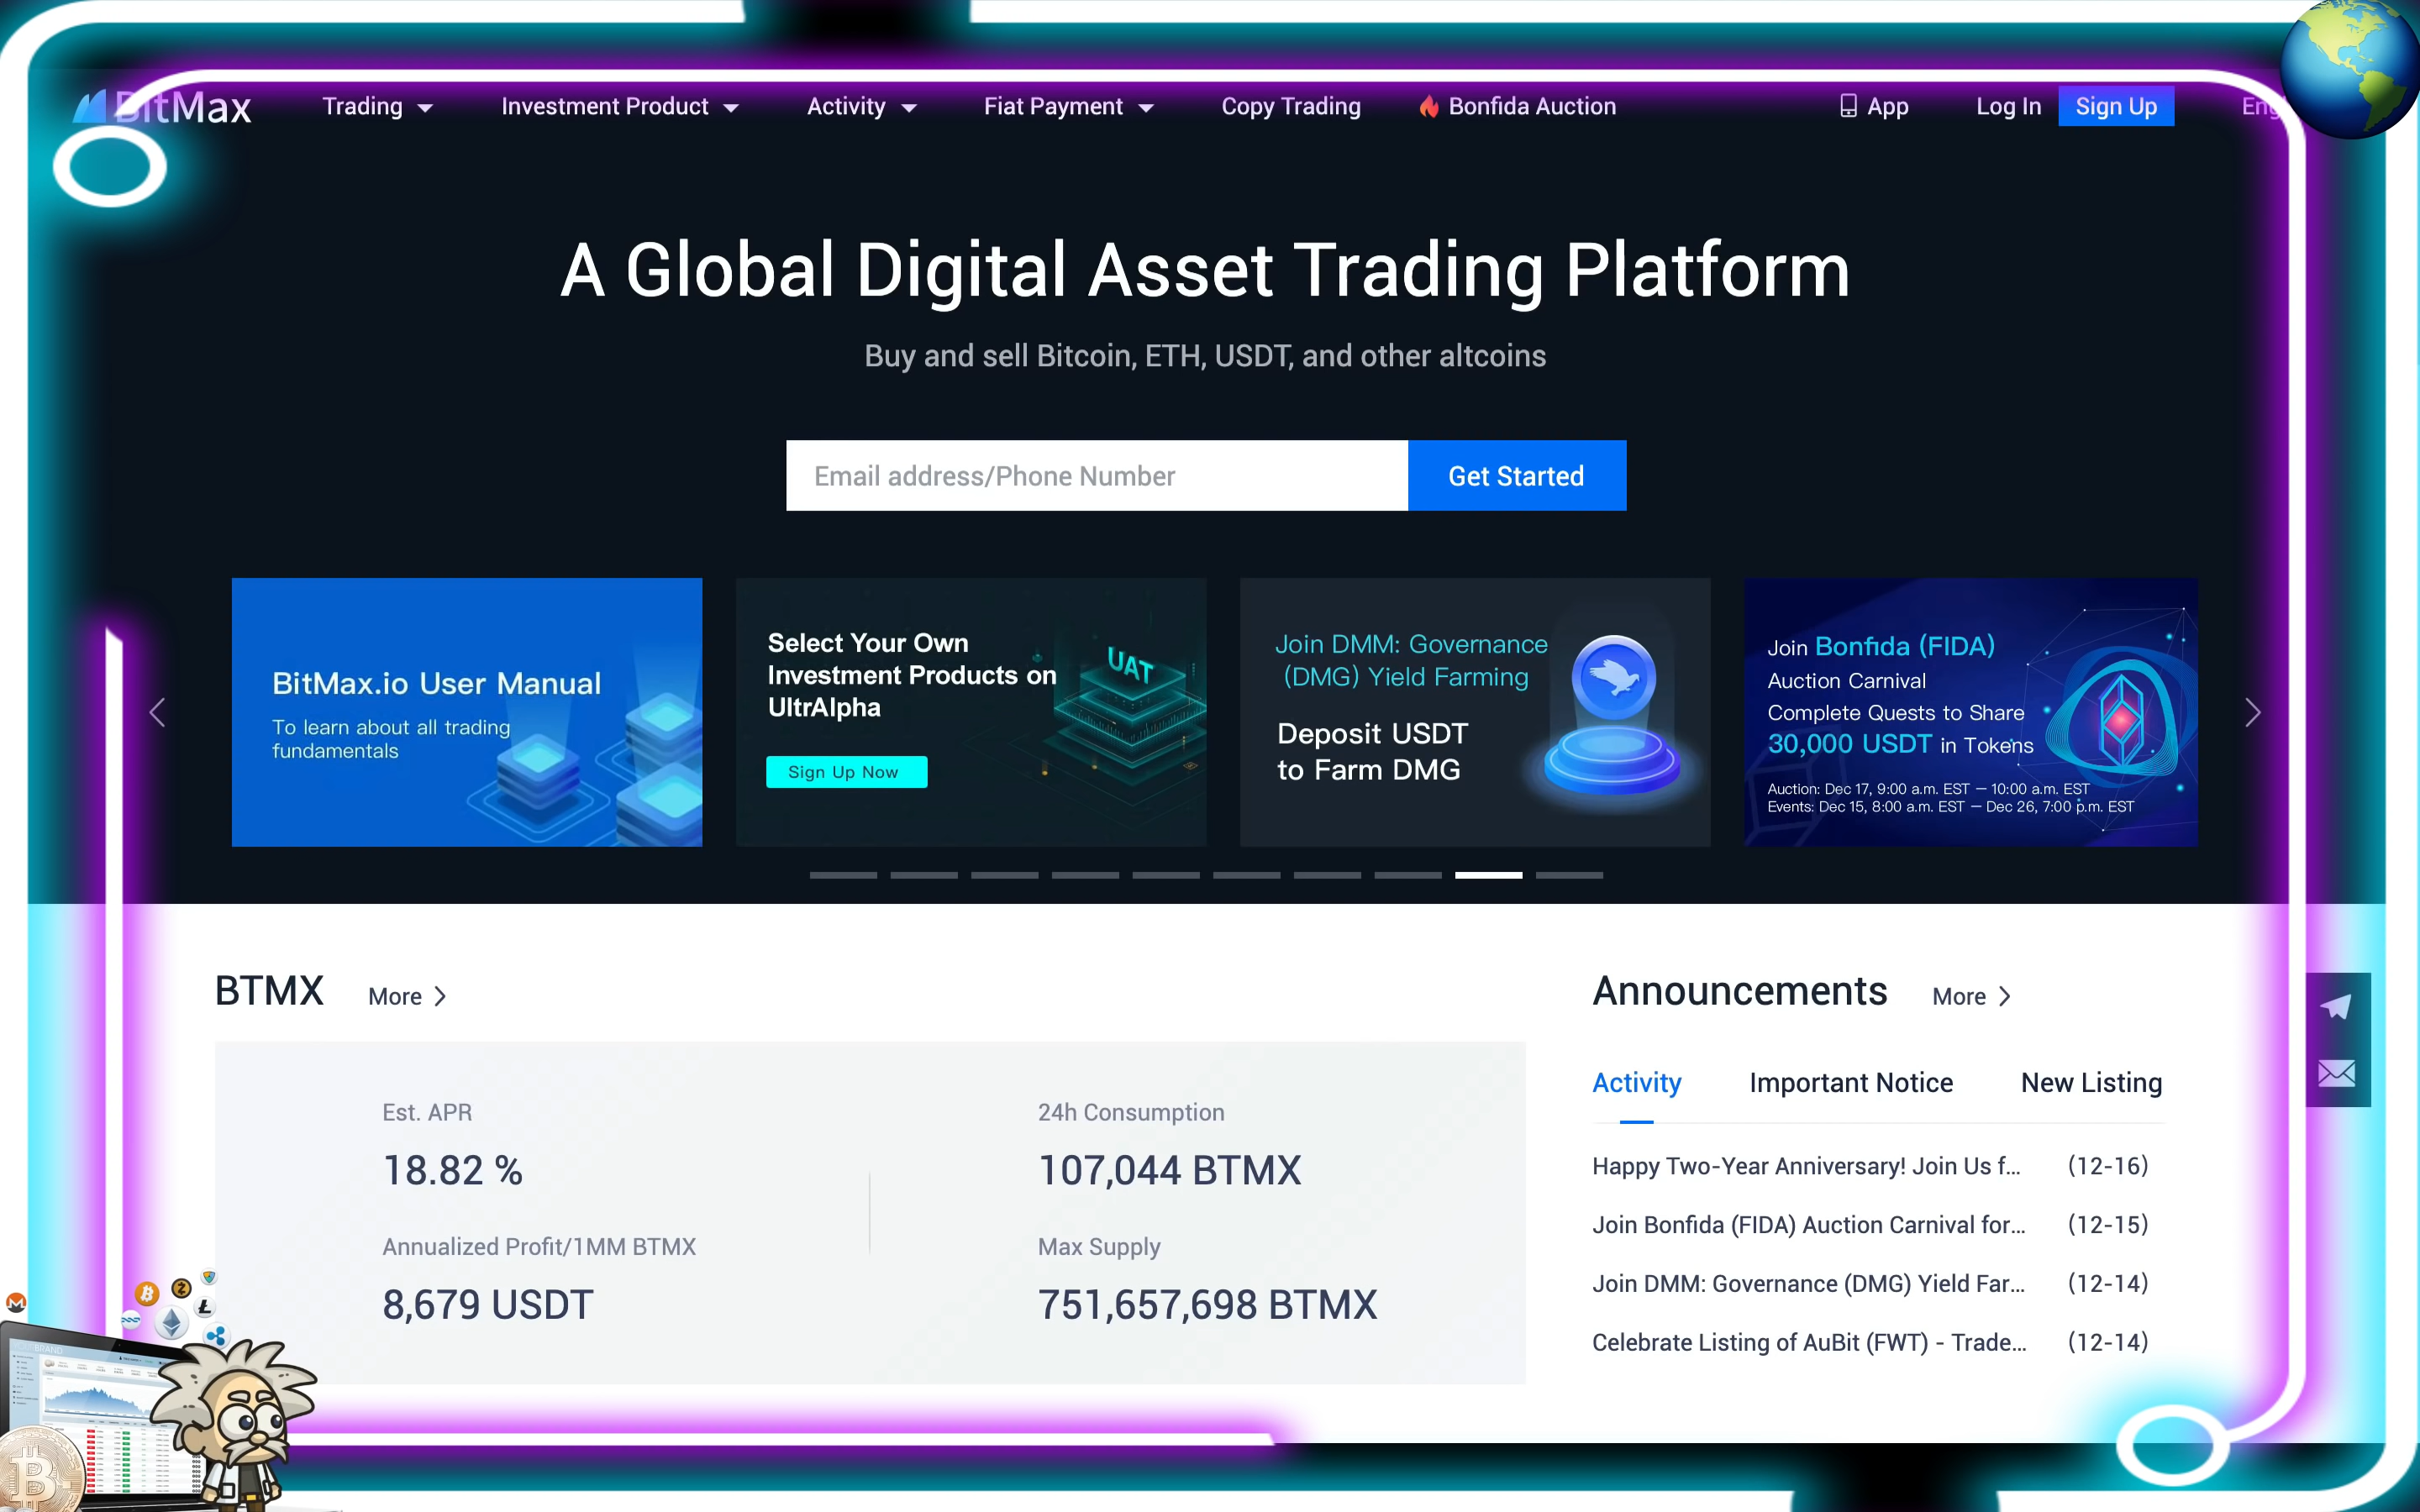 BitMax
Trading
Investment Product
Activity
Fiat Payment
Copy Trading
Bonfida Auction
App
Log In
Sign Up
A Global Digital Asset Trading Platform
Buy and sell Bitcoin, ETH, USDT, and other altcoins
Email address/Phone Number
Get Started
BitMax.io User Manual
To learn about all trading
fundamentals
Select Your Own
Investment Products on
UltrAlpha
Sign Up Now
UAT
Join DMM: Governance
(DMG) Yield Farming
Deposit USDT
to Farm DMG
Join Bonfida (FIDA)
Auction Carnival
Complete Quests to Share
30,000 USDT in Tokens
Auction: Dec 17, 9:00 a.m. EST — 10:00 a.m. EST
Events: Dec 15, 8:00 a.m. EST — Dec 26, 7:00 p.m. EST
BTMX
More
Est. APR
18.82 %
Annualized Profit/1MM BTMX
8,679 USDT
24h Consumption
107,044 BTMX
Max Supply
751,657,698 BTMX
Announcements
More
Activity
Important Notice
New Listing
Happy Two-Year Anniversary! Join Us f... (12-16)
Join Bonfida (FIDA) Auction Carnival for... (12-15)
Join DMM: Governance (DMG) Yield Far... (12-14)
Celebrate Listing of AuBit (FWT) - Trade... (12-14)